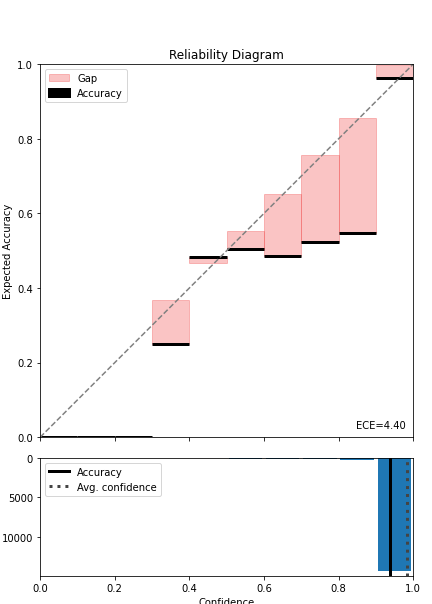 Reliability Diagram
1.0
0.8
0.6
0.4
0.2
0.0
Expected Accuracy
Gap
Accuracy
ECE=4.40
0
5000
10000
Accuracy
Avg. confidence
0.0 0.2 0.4 0.6 0.8 1.0
Confidence